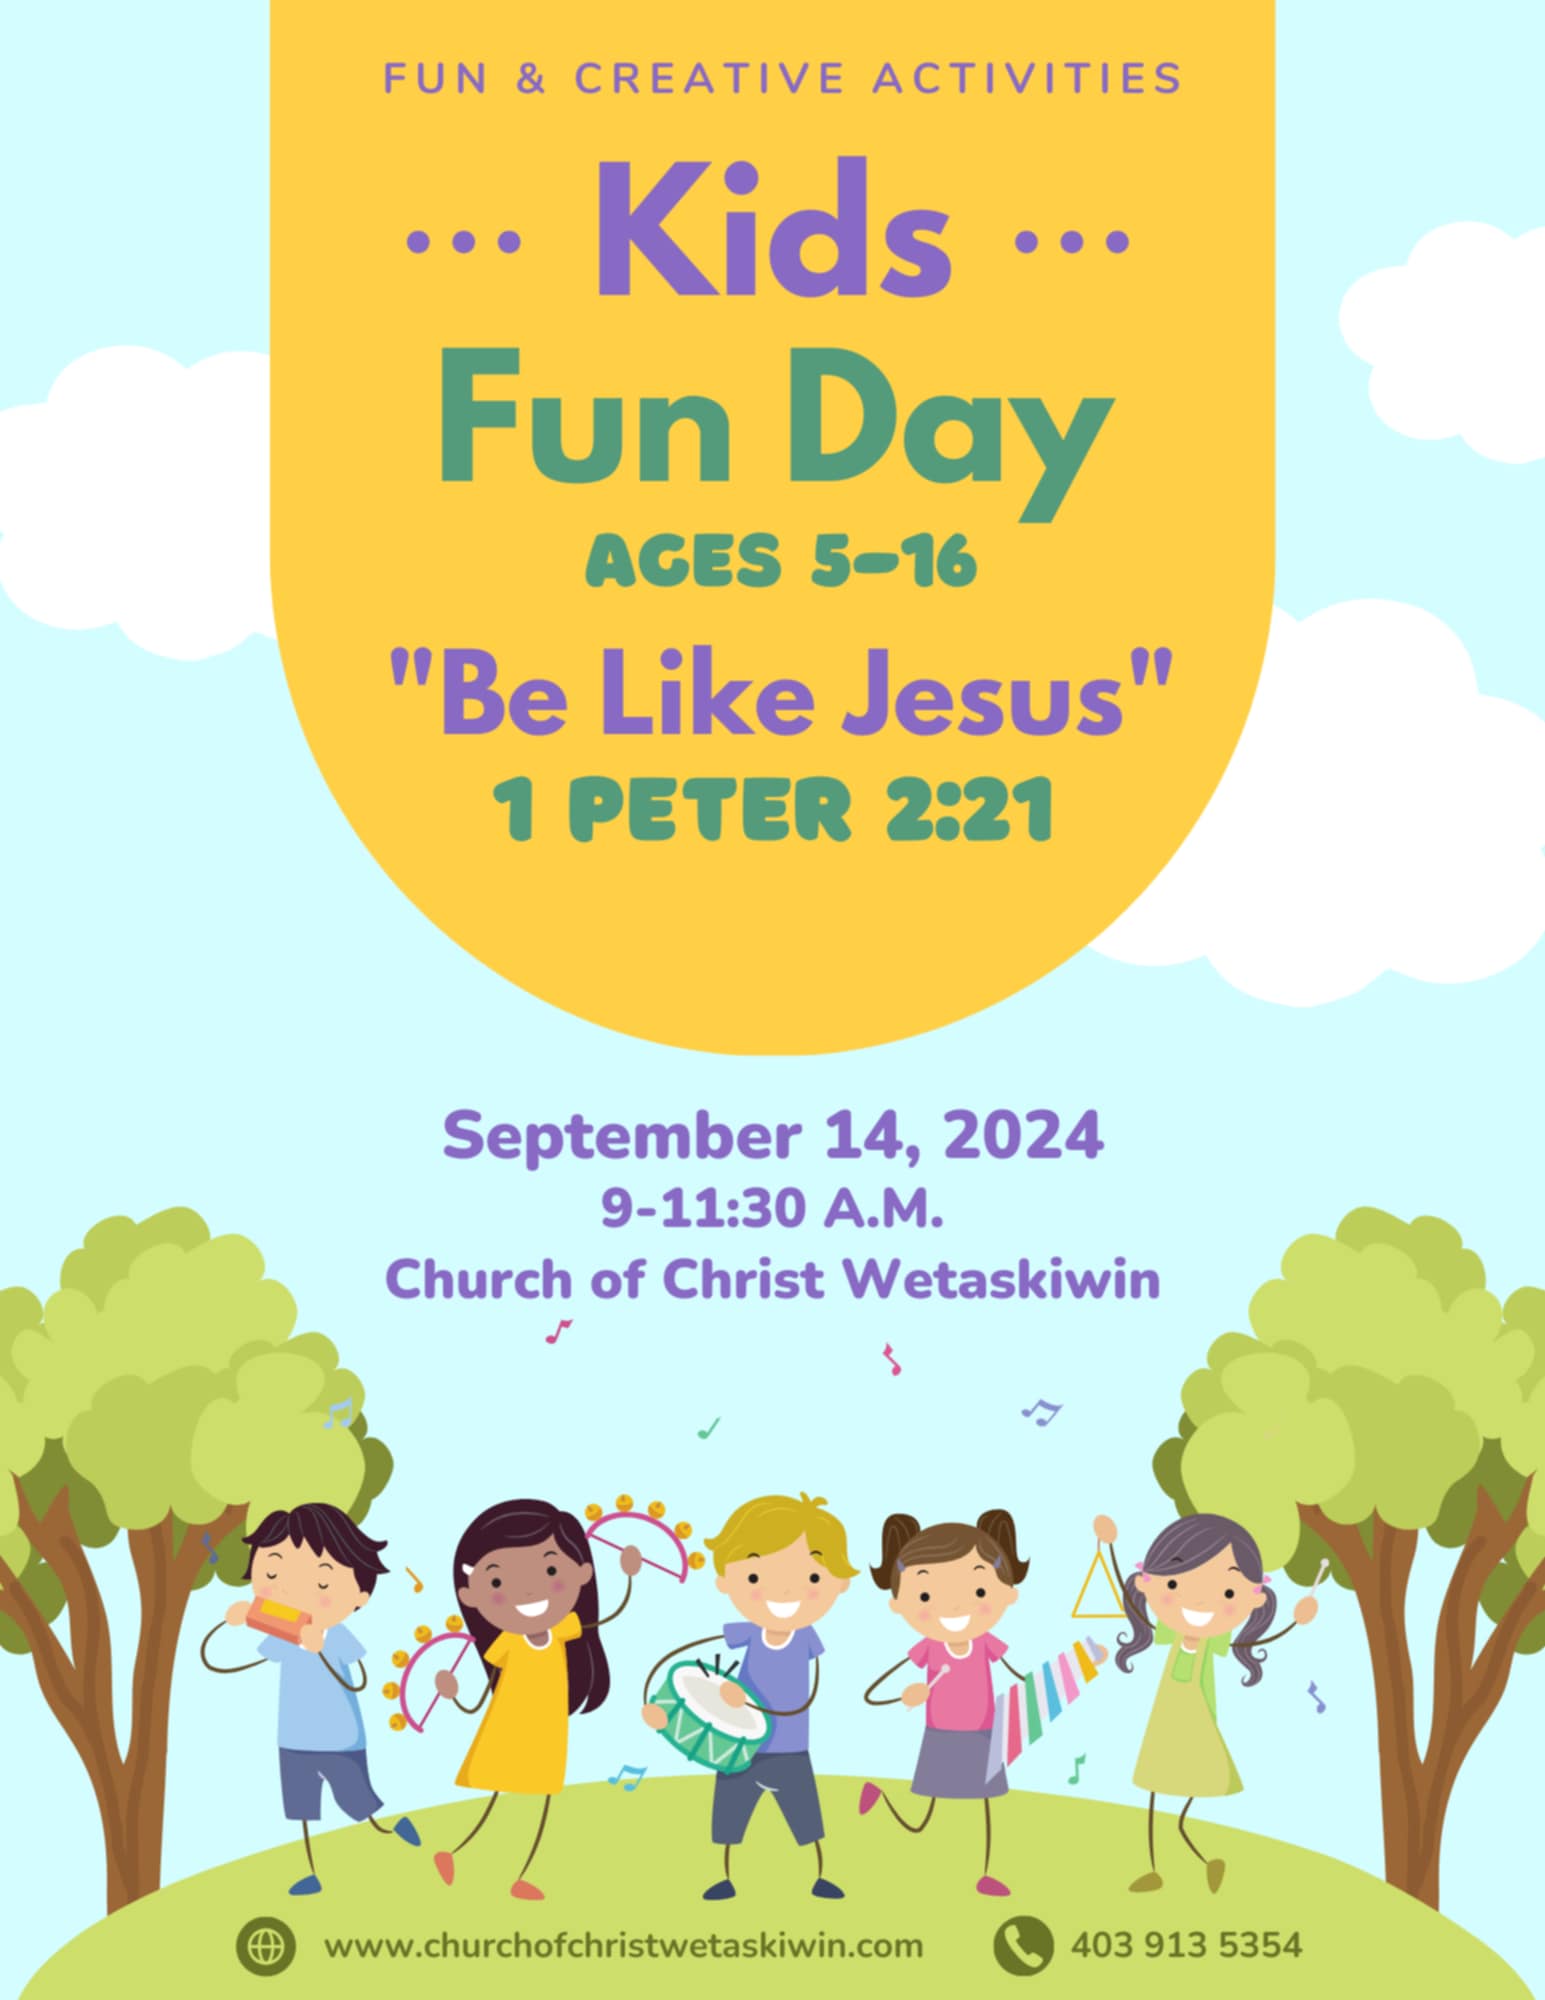 FUN & CREATIVE ACTIVITIES
Kids
Fun Day
AGES 5-16
"Be Like Jesus"
1 PETER 2:21
September 14, 2024
9-11:30 A.M.
Church of Christ Wetaskiwin
www.churchofchristwetaskiwin.com
403 913 5354